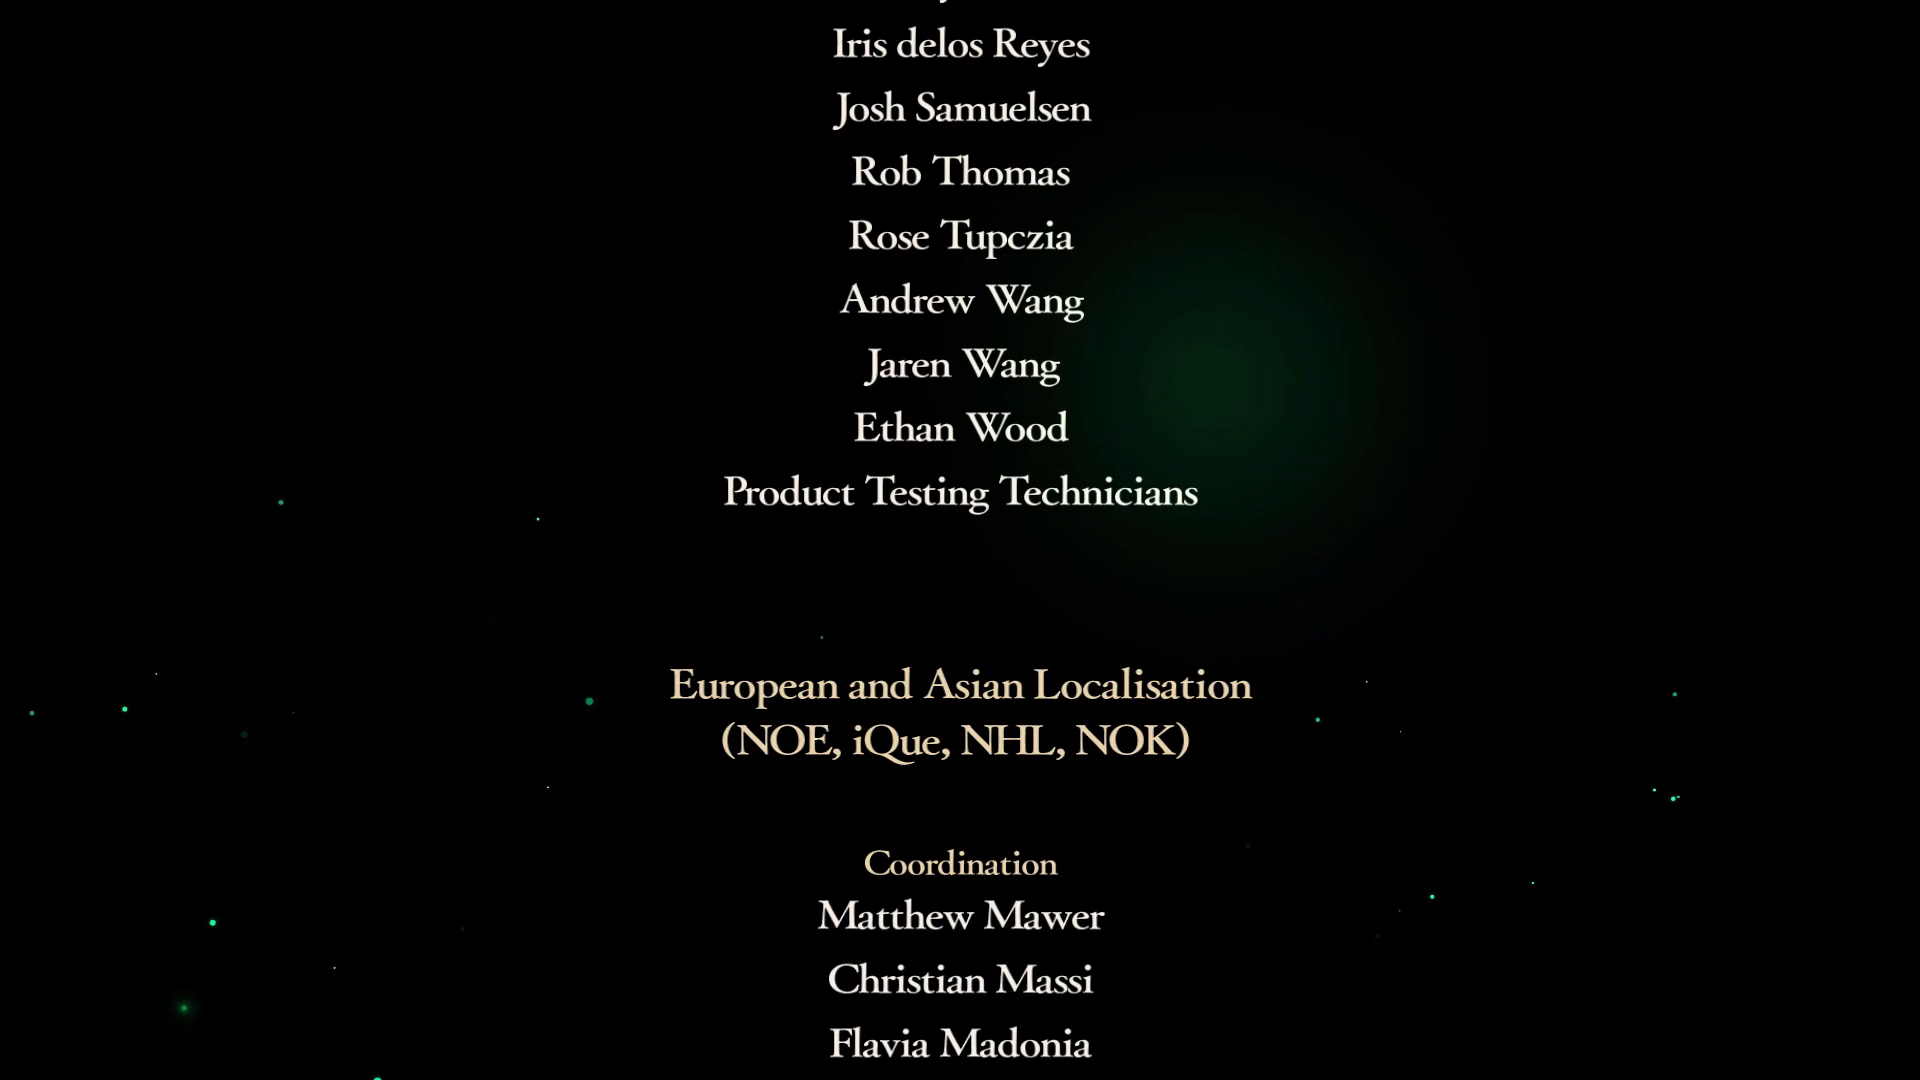 Iris delos Reyes
Josh Samuelsen
Rob Thomas
Rose Tupczia
Andrew Wang
Jaren Wang
Ethan Wood
Product Testing Technicians
European and Asian Localisation
(NOE, iQue, NHL, NOK)
Coordination
Matthew Mawer
Christian Massi
Flavia Madonia